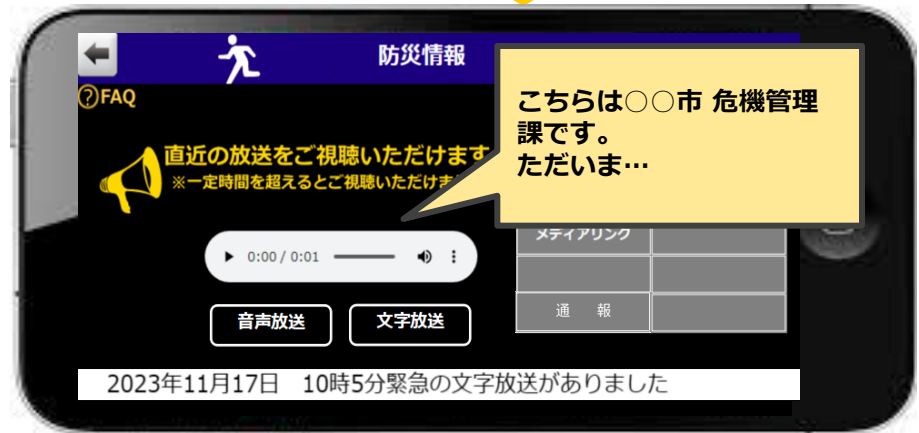 防災情報
?FAQ
直近の放送をご視聴いただけます
※一定時間を超えるとご視聴いただけま
こちらは○○市 危機管理
課です。
ただいま…
メディアリンク
0:00 / 0:01
通 報
音声放送
文字放送
2023年11月17日 10時5分緊急の文字放送がありました